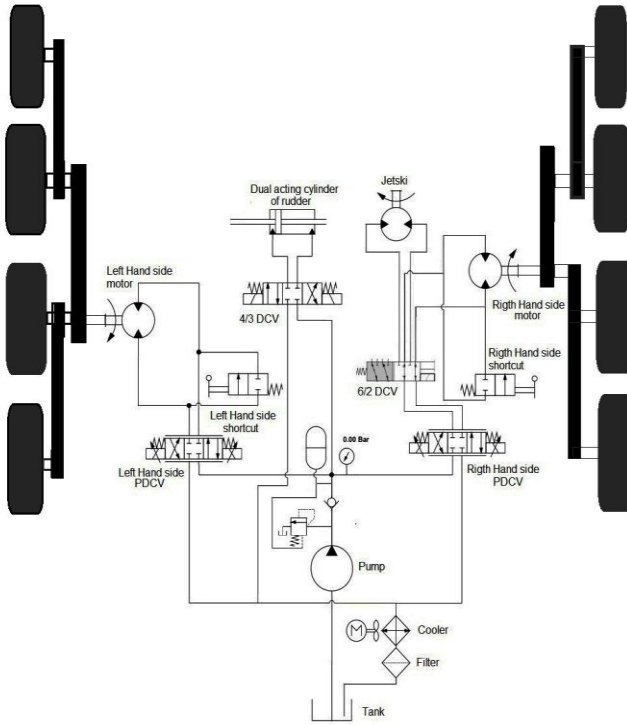 Jetski
Dual acting cylinder
of rudder
Left Hand side
motor
Rigth Hand side
motor
4/3 DCV
Rigth Hand side
shortcut
6/2 DCV
Left Hand side
shortcut
0.00 Bar
Left Hand side
PDCV
Rigth Hand side
PDCV
Pump
M
Cooler
Filter
Tank